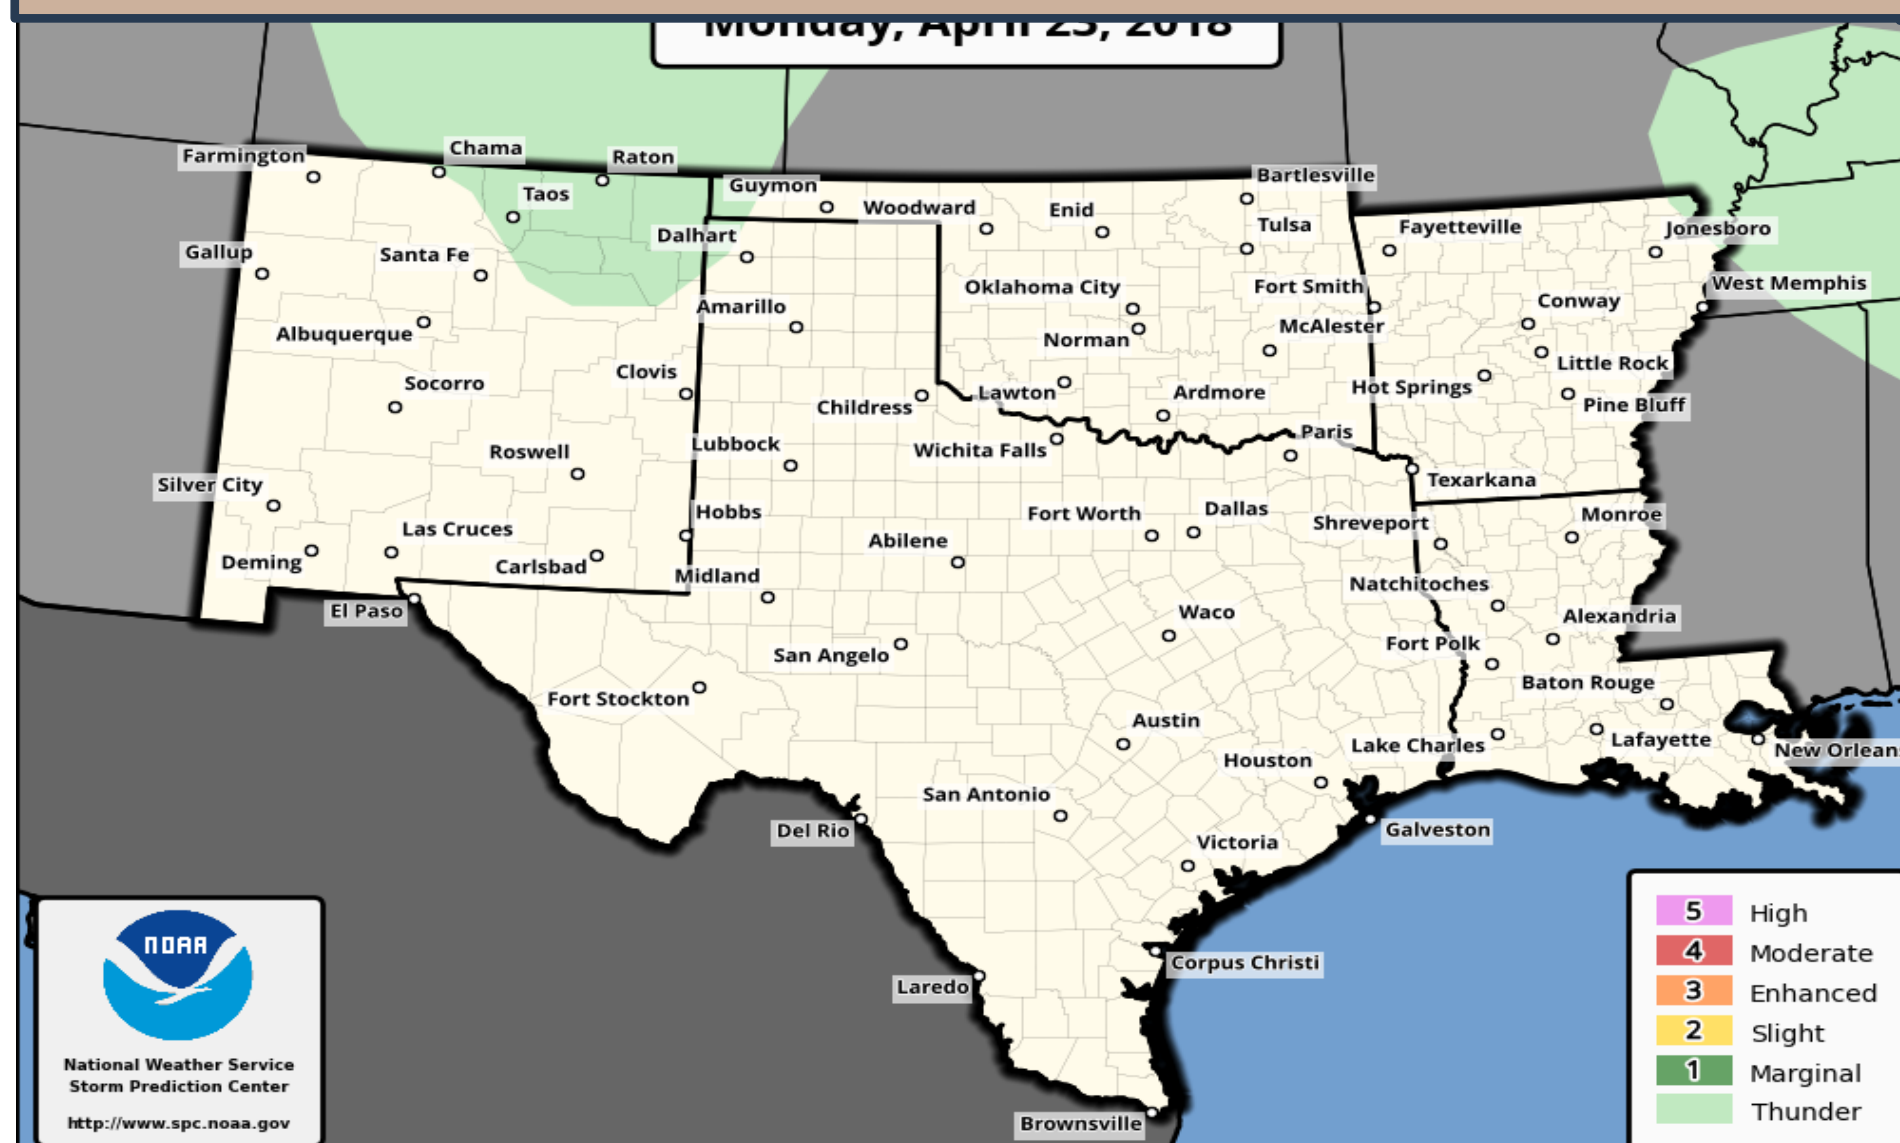 Monday, April 23, 2018
Chama
Farmington
Raton
Bartlesville
Guymon
Taos
Woodward
Enid
Tulsa
Fayetteville
Jonesboro
Dalhart
Gallup
Santa Fe
Oklahoma City
Fort Smith
West Memphis
Conway
Amarillo
McAlester
Albuquerque
Norman
Little Rock
Clovis
Socorro
Hot Springs
Lawton
Ardmore
Childress
Pine Bluff
Paris
Lubbock
Wichita Falls
Roswell
Texarkana
Silver City
Hobbs
Fort Worth
Dallas
Monroe
Shreveport
Las Cruces
Abilene
Deming
Carlsbad
Midland
Natchitoches
El Paso
Waco
Alexandria
Fort Polk
San Angelo
Baton Rouge
Fort Stockton
Austin
Lake Charles
Lafayette
New Orleans
Houston
San Antonio
Del Rio
Galveston
Victoria
Corpus Christi
Laredo
Brownsville
NOAA
National Weather Service
Storm Prediction Center
http://www.spc.noaa.gov
5 High
4 Moderate
3 Enhanced
2 Slight
1 Marginal
Thunder